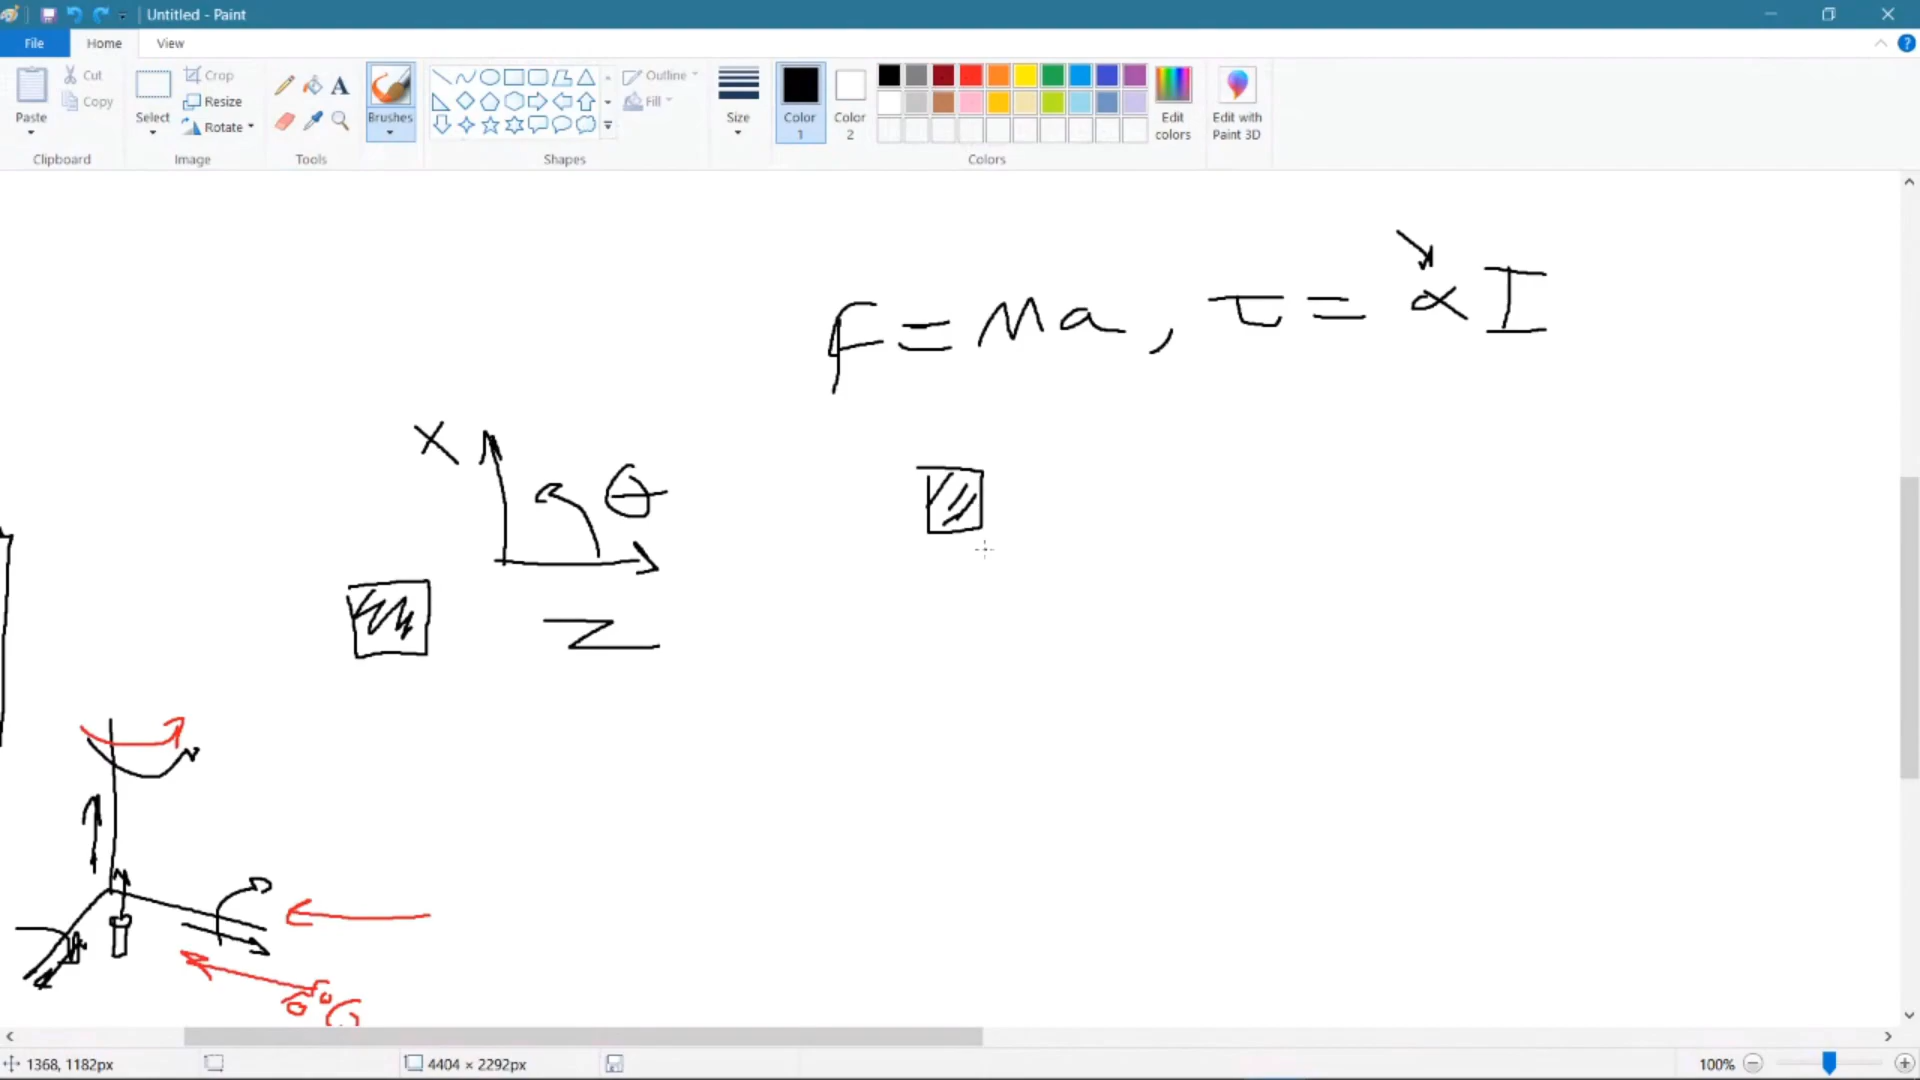 Untitled - Paint
File Home View
Cut
Copy
Paste
Clipboard
Select
Crop
Resize
Rotate
Image
Tools
Brushes
Shapes
Outline
Fill
Size
Color 1
Color 2
Colors
Edit colors
Edit with Paint 3D
F = Ma, τ = α I
X
θ
Z
1368, 1182px
4404 × 2292px
100%